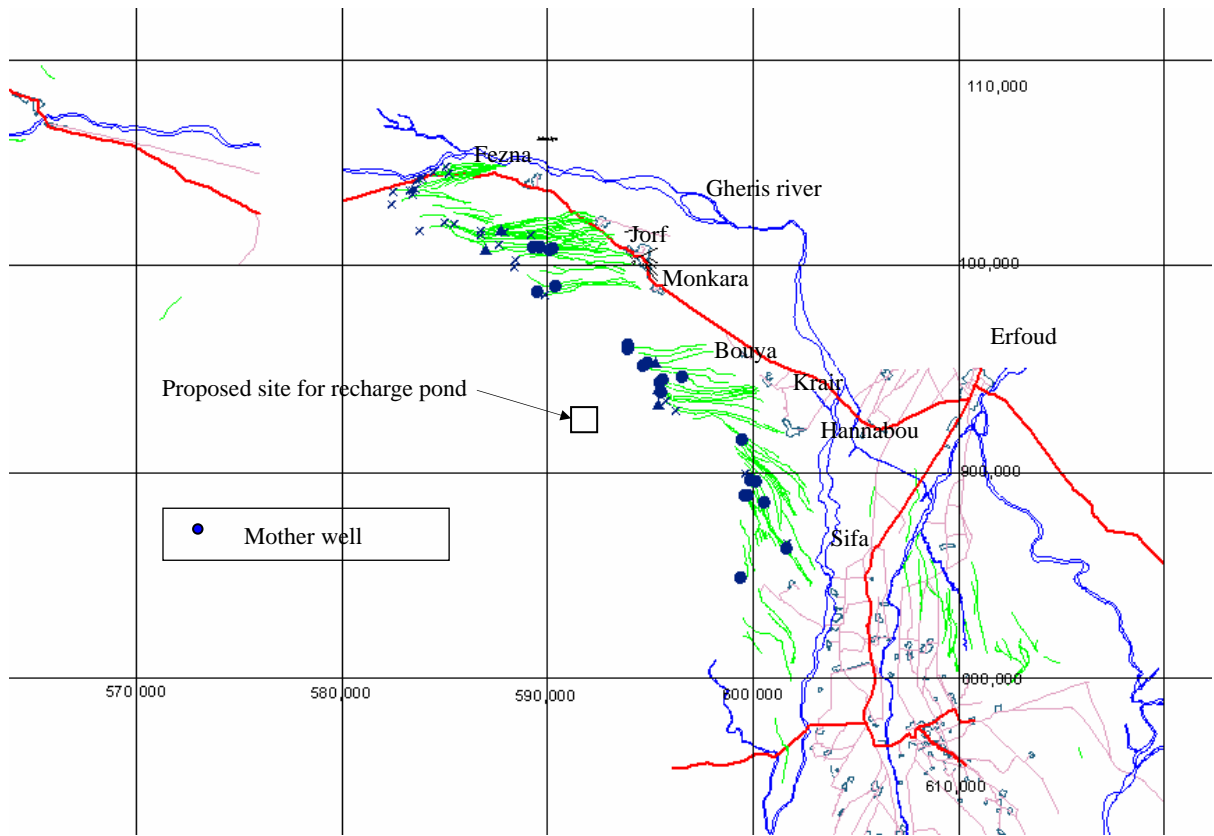 110,000
Fezna
Gheris river
Jorf
100,000
Monkara
Erfoud
Bouya
Krair
Proposed site for recharge pond
Hannabou
900,000
Mother well
Sifa
800,000
570,000
580,000
590,000
600,000
610,000